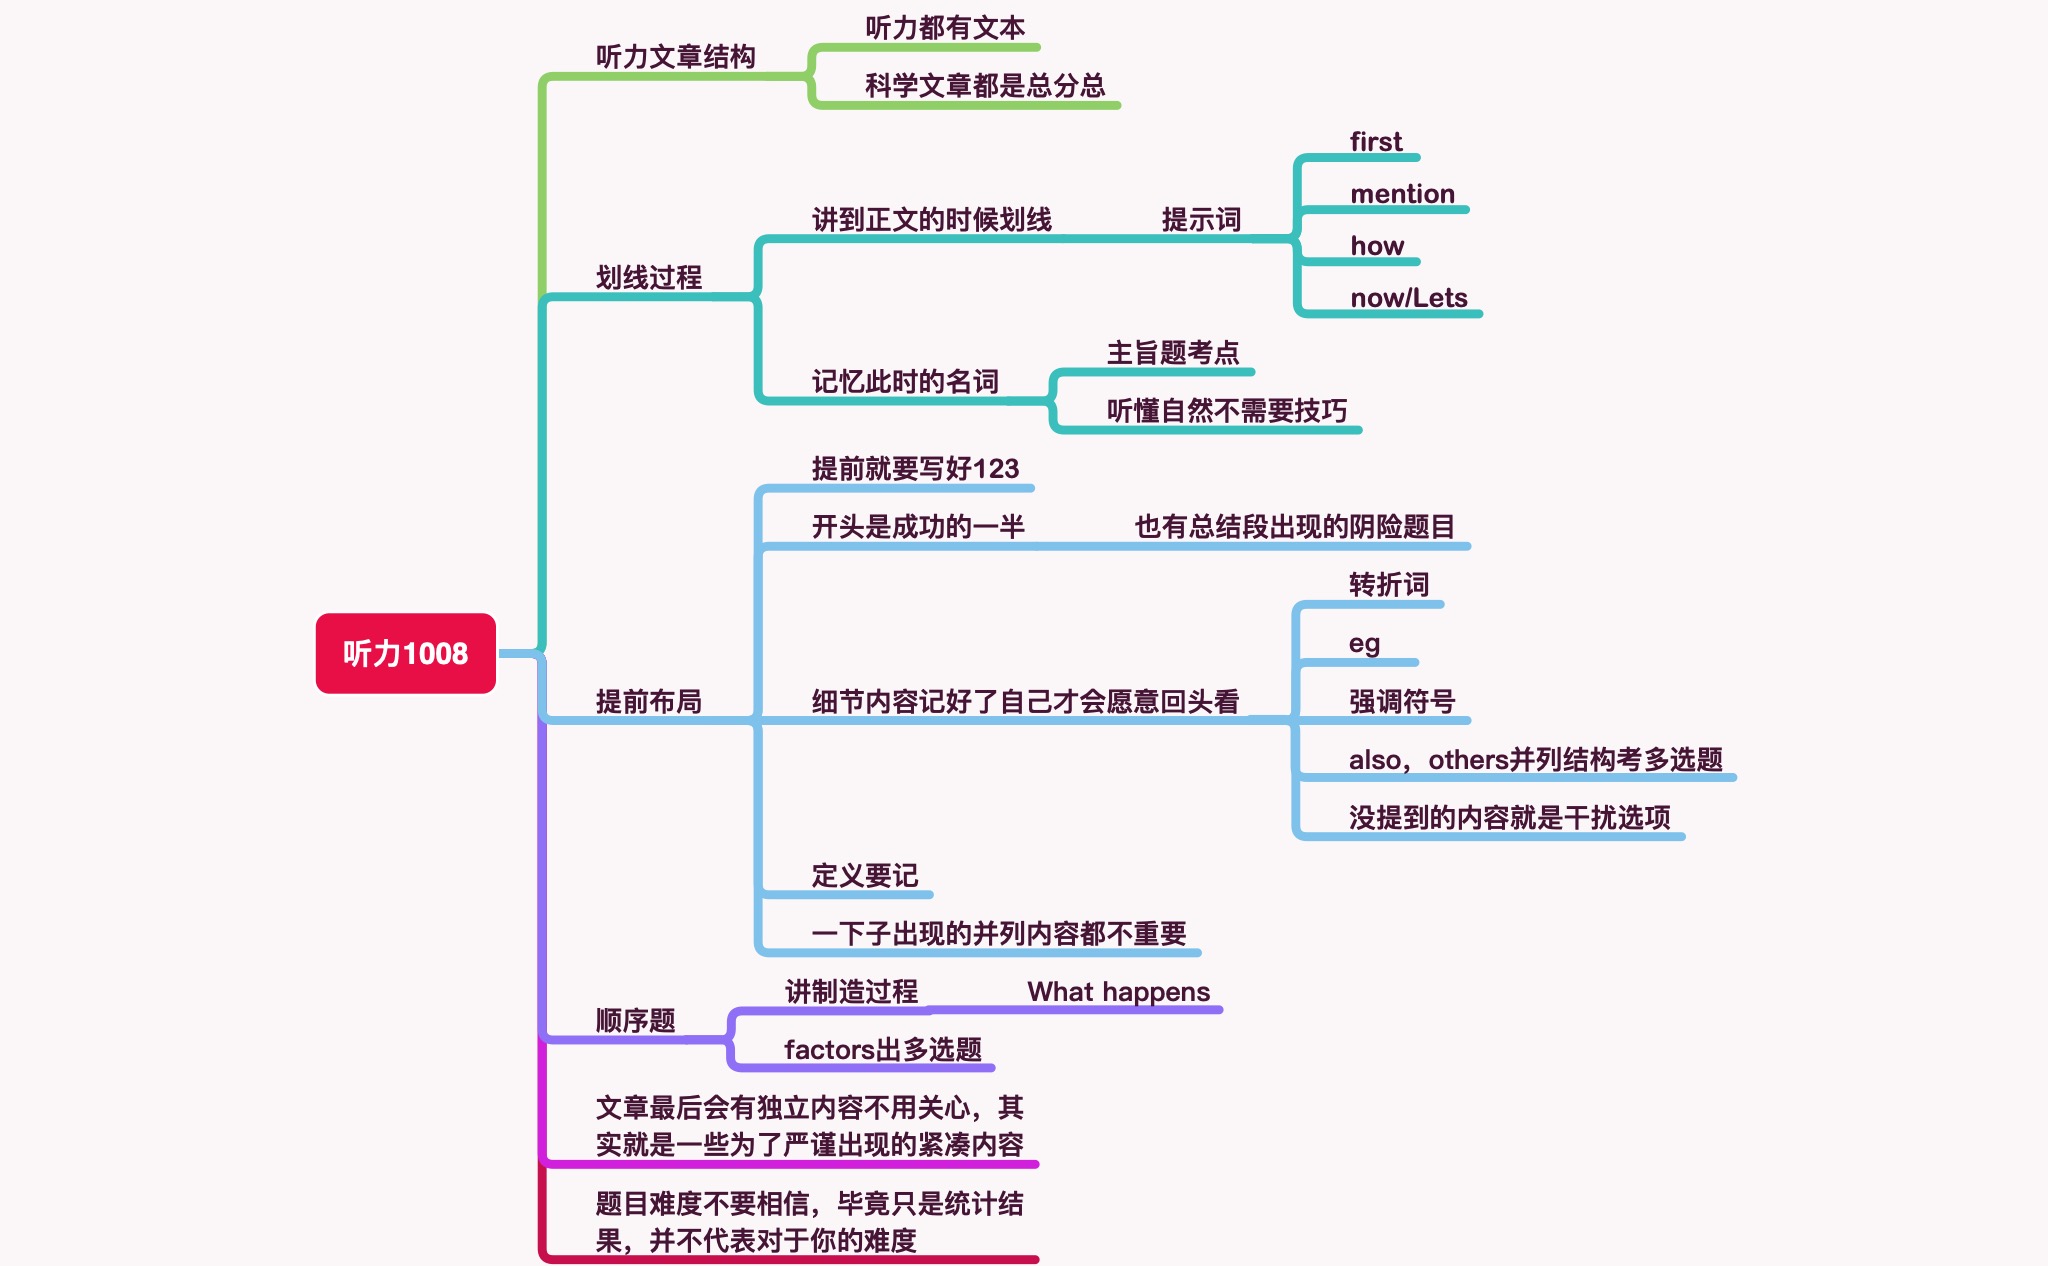 听力都有文本
听力文章结构
科学文章都是总分总
first
mention
讲到正文的时候划线
提示词
how
划线过程
now/Lets
主旨题考点
记忆此时的名词
听懂自然不需要技巧
提前就要写好123
开头是成功的一半
也有总结段出现的阴险题目
转折词
eg
听力1008
提前布局
细节内容记好了自己才会愿意回头看
强调符号
also，others并列结构考多选题
没提到的内容就是干扰选项
定义要记
一下子出现的并列内容都不重要
讲制造过程
What happens
顺序题
factors出多选题
文章最后会有独立内容不用关心，其
实就是一些为了严谨出现的紧凑内容
题目难度不要相信，毕竟只是统计结
果，并不代表对于你的难度